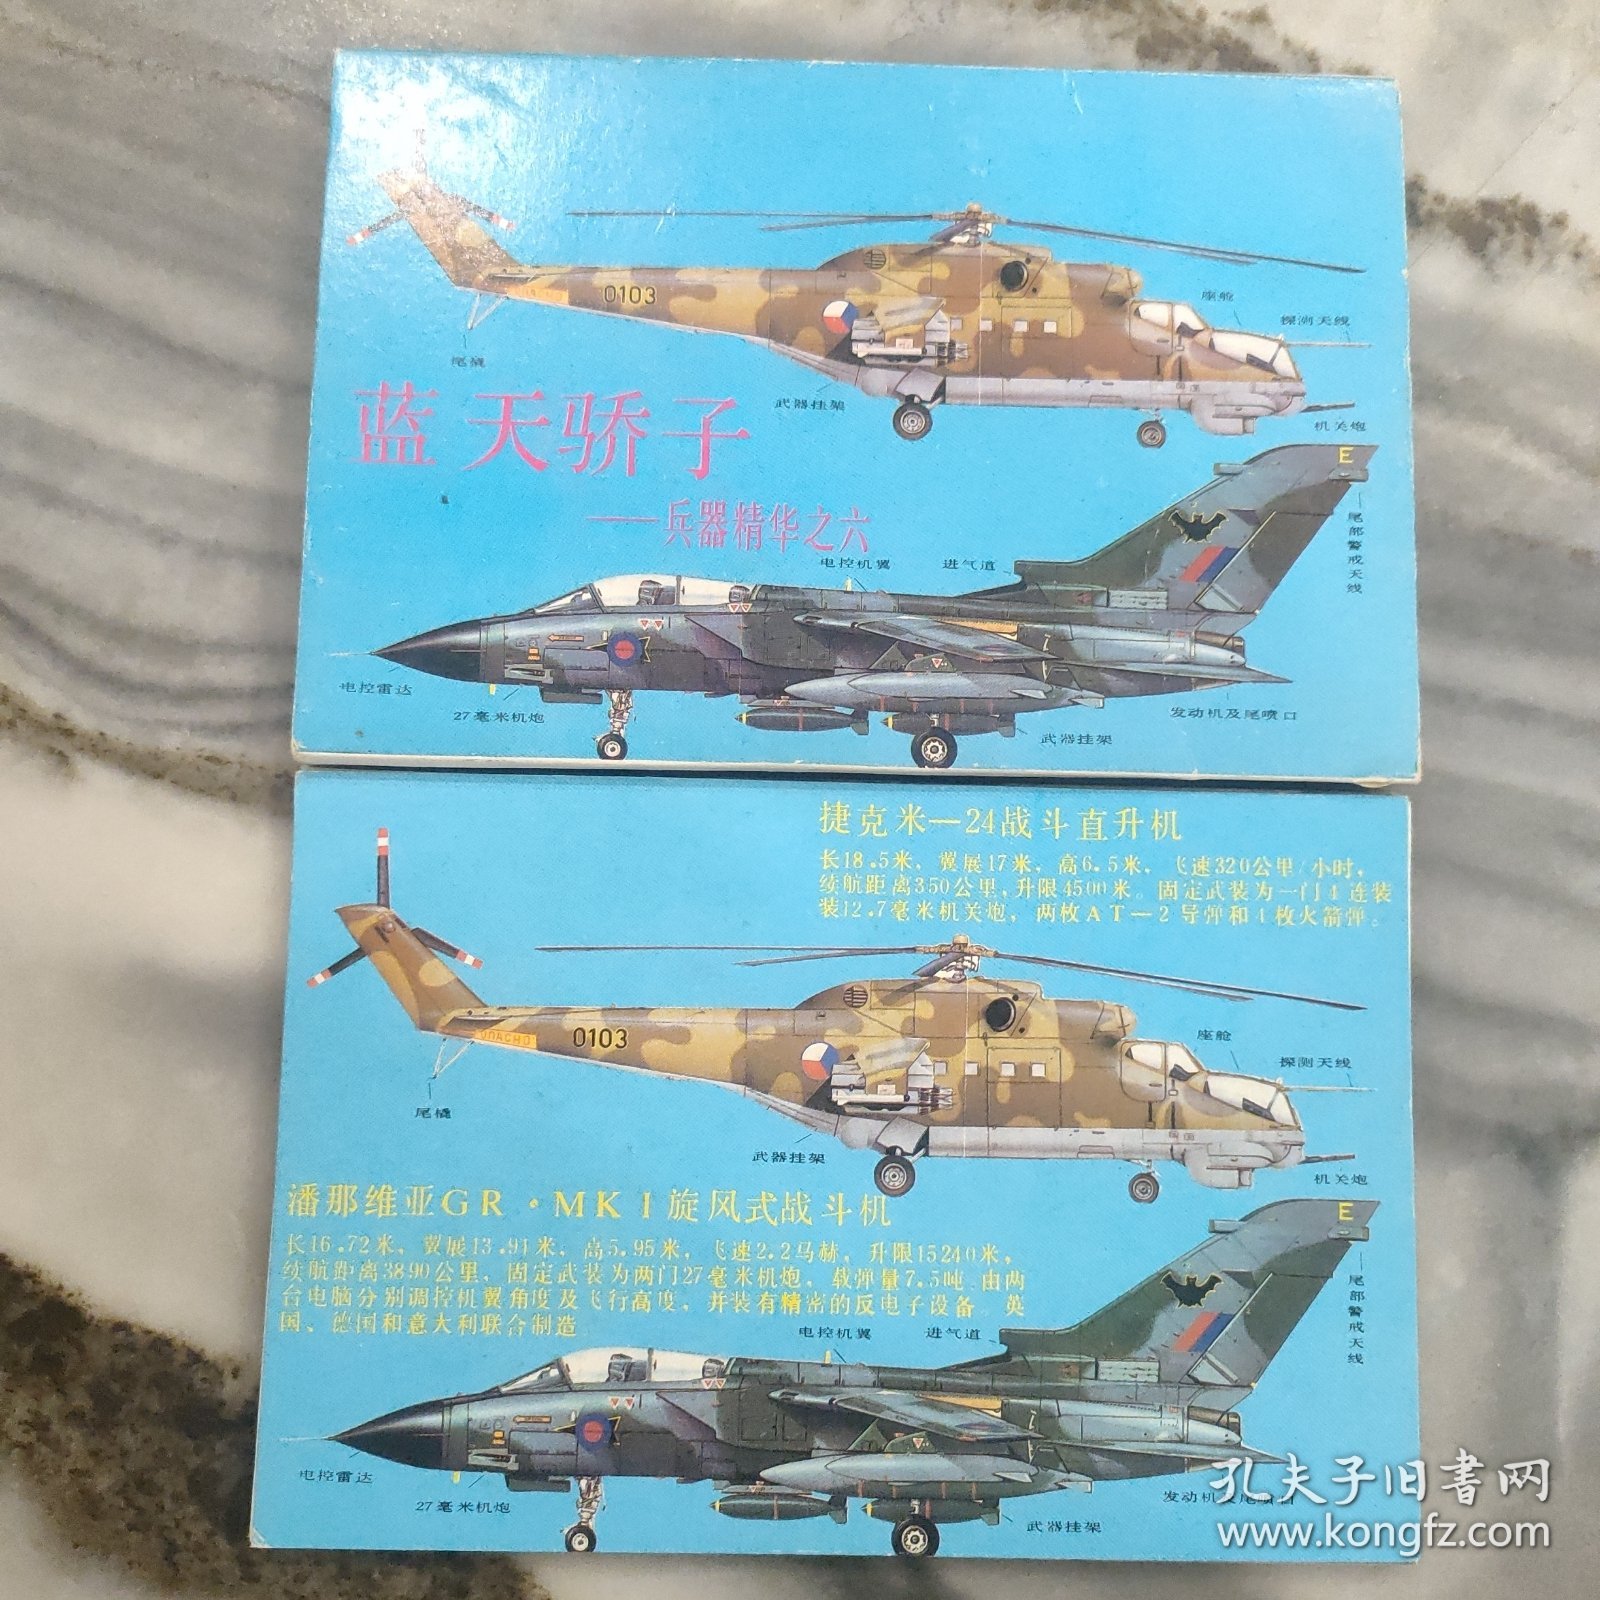 0103
座舱
探测天线
尾橇
武器挂架
机关炮
蓝天骄子
——兵器精华之六
E
尾部警戒天线
电控机翼
进气道
电控雷达
27毫米机炮
发动机及尾喷口
武器挂架
捷克米—24战斗直升机
长18.5米，翼展17米，高6.5米，飞速320公里/小时，
续航距离350公里，升限4500米。固定武装为一门4连装
装12.7毫米机关炮，两枚AT—2导弹和4枚火箭弹。
0103
座舱
探测天线
尾橇
武器挂架
机关炮
潘那维亚GR·MK1旋风式战斗机
长16.72米，翼展13.91米，高5.95米，飞速2.2马赫，升限15240米，
续航距离3890公里，固定武装为两门27毫米机炮，载弹量7.5吨 由两
台电脑分别调控机翼角度及飞行高度，并装有精密的反电子设备 英
国、德国和意大利联合制造
E
尾部警戒天线
电控机翼
进气道
电控雷达
27毫米机炮
发动机及尾喷口
武器挂架
孔夫子旧书网
www.kongfz.com